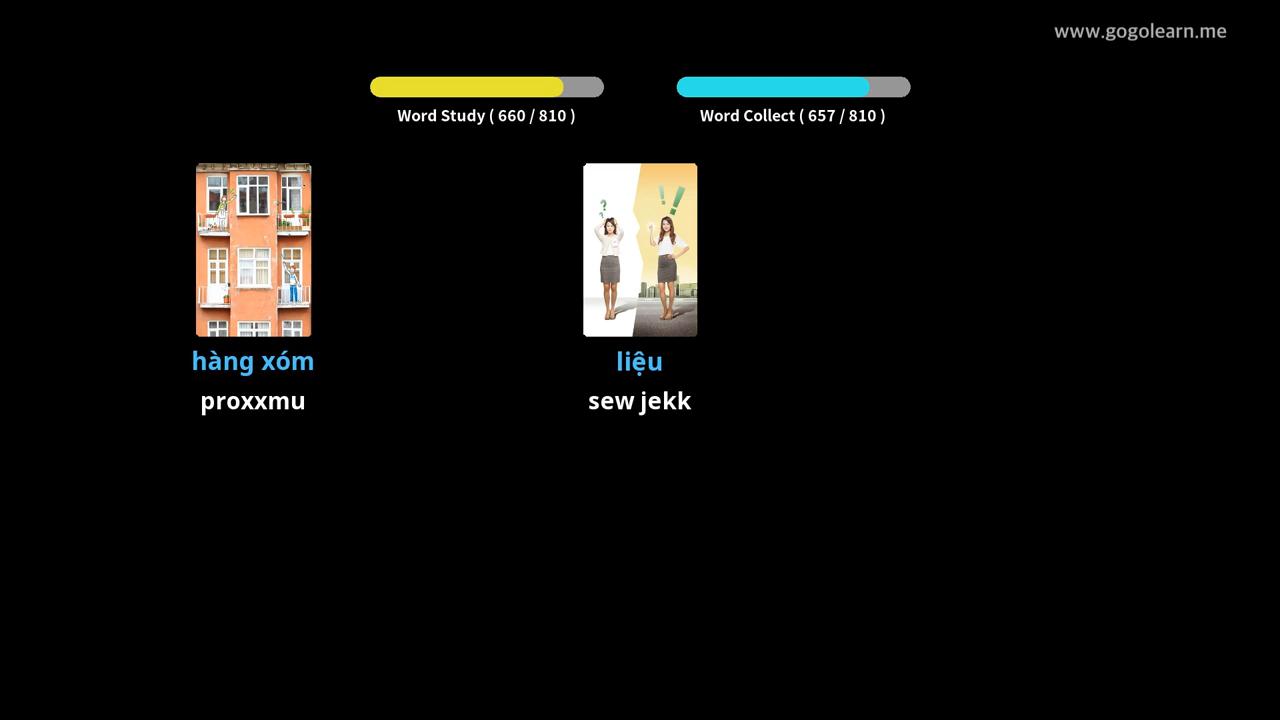 www.gogolearn.me
Word Study ( 660 / 810 )
Word Collect ( 657 / 810 )
hàng xóm
proxxmu
liệu
sew jekk